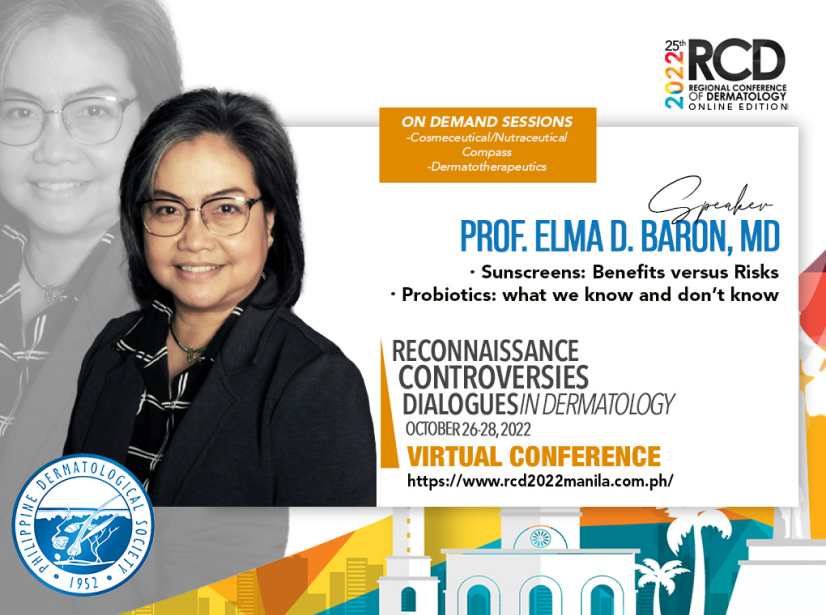 25th
2022
RCD
REGIONAL CONFERENCE
OF DERMATOLOGY
ONLINE EDITION
ON DEMAND SESSIONS
-Cosmeceutical/Nutraceutical
Compass
-Dermatotherapeutics
Speaker
PROF. ELMA D. BARON, MD
· Sunscreens: Benefits versus Risks
· Probiotics: what we know and don’t know
RECONNAISSANCE
CONTROVERSIES
DIALOGUES IN DERMATOLOGY
OCTOBER 26-28, 2022
VIRTUAL CONFERENCE
https://www.rcd2022manila.com.ph/
PHILIPPINE DERMATOLOGICAL SOCIETY
• 1952 •